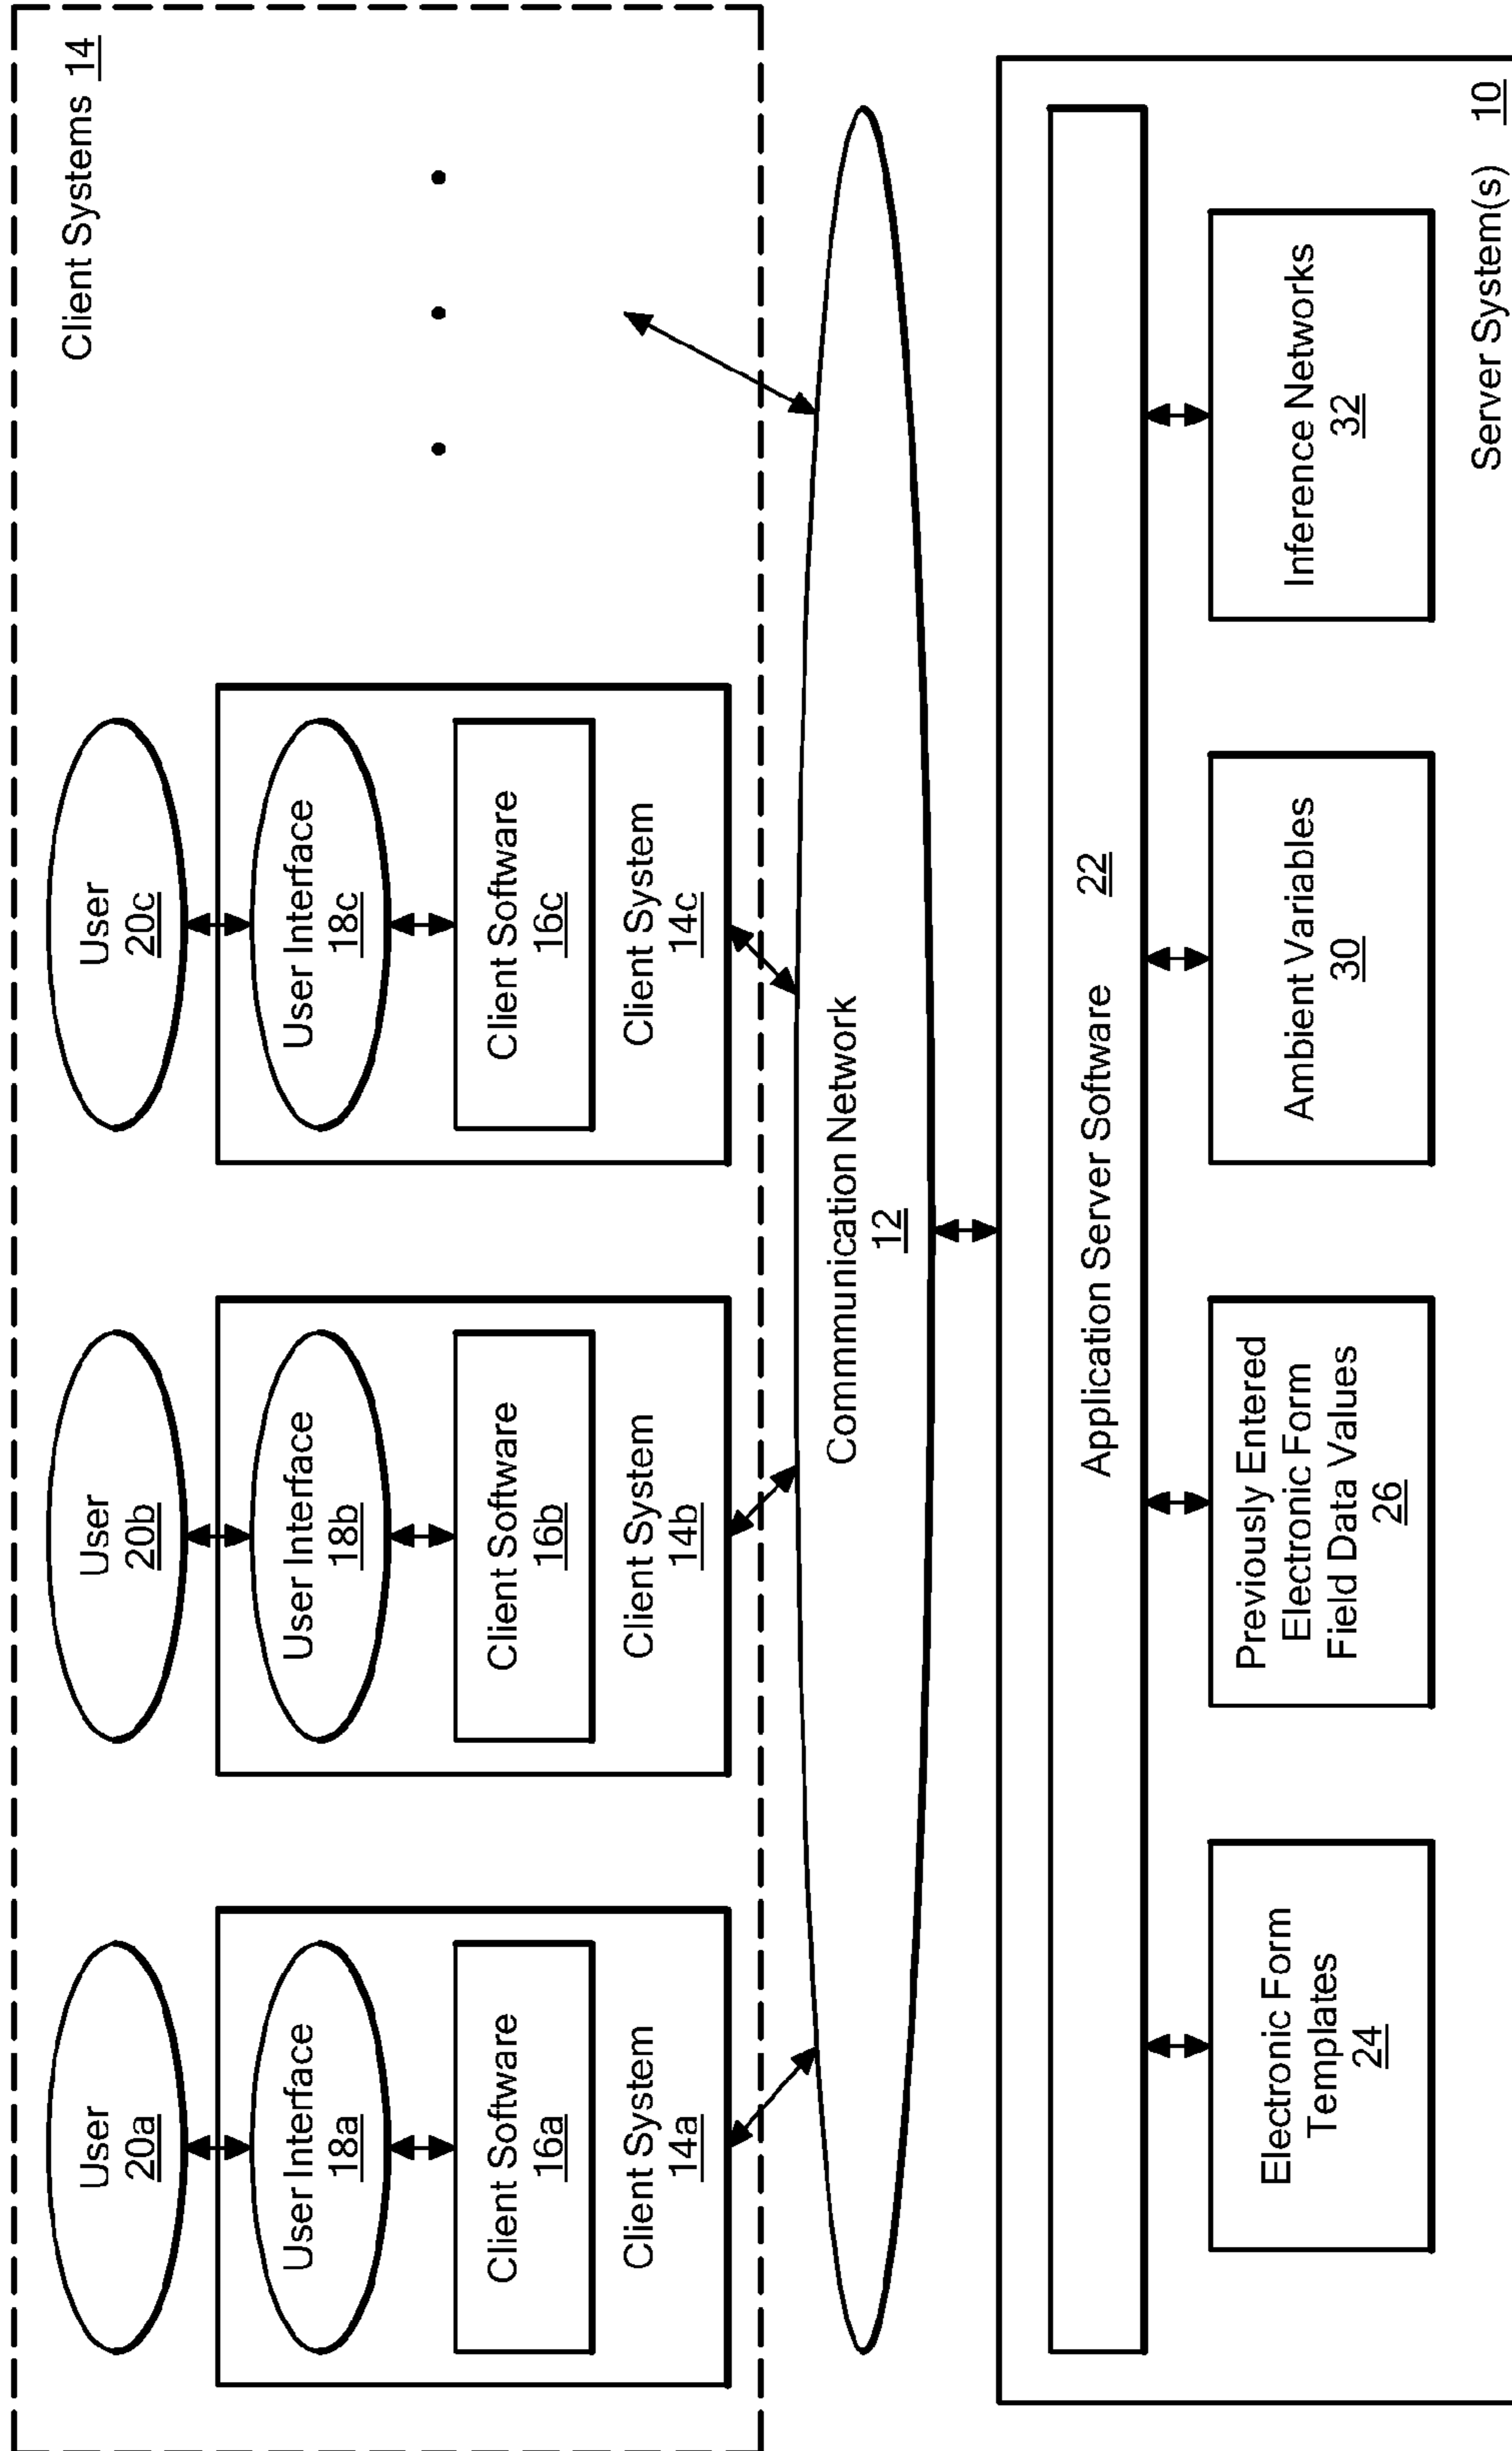 Client Systems 14
User
20a
User
20b
User
20c
User Interface
18a
User Interface
18b
User Interface
18c
Client Software
16a
Client Software
16b
Client Software
16c
Client System
14a
Client System
14b
Client System
14c
Communication Network
12
Application Server Software 22
Electronic Form
Templates
24
Previously Entered
Electronic Form
Field Data Values
26
Ambient Variables
30
Inference Networks
32
Server System(s) 10